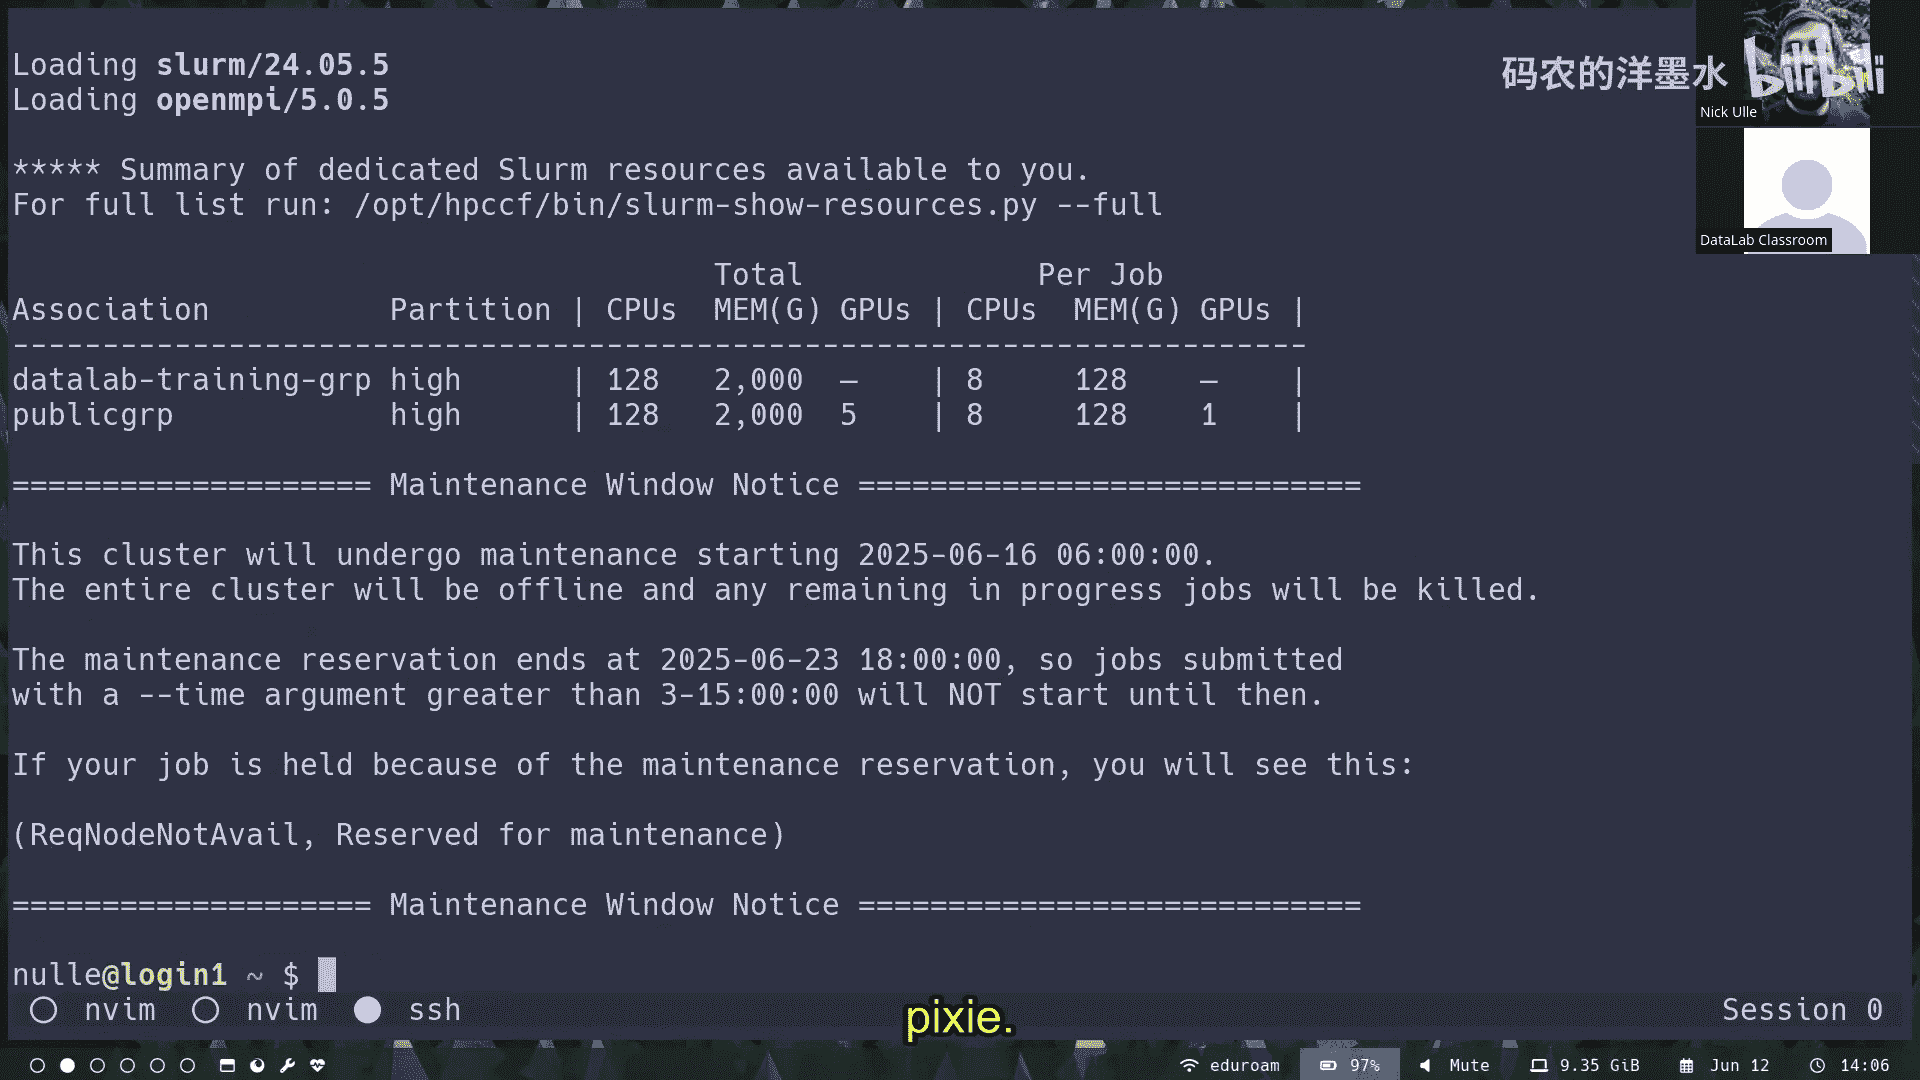 Loading slurm/24.05.5
Loading openmpi/5.0.5
码农的洋墨水 bilibili
Nick Ulle
***** Summary of dedicated Slurm resources available to you.
For full list run: /opt/hpccf/bin/slurm-show-resources.py --full
DataLab Classroom
Total Per Job
Association Partition | CPUs MEM(G) GPUs | CPUs MEM(G) GPUs |
------------------------------------------------------------------------
datalab-training-grp high | 128 2,000 – | 8 128 – |
publicgrp high | 128 2,000 5 | 8 128 1 |
==================== Maintenance Window Notice ============================
This cluster will undergo maintenance starting 2025-06-16 06:00:00.
The entire cluster will be offline and any remaining in progress jobs will be killed.
The maintenance reservation ends at 2025-06-23 18:00:00, so jobs submitted
with a --time argument greater than 3-15:00:00 will NOT start until then.
If your job is held because of the maintenance reservation, you will see this:
(ReqNodeNotAvail, Reserved for maintenance)
==================== Maintenance Window Notice ============================
nulle@login1 ~ $
nvim nvim ssh Session 0
pixie.
eduroam 97% Mute 9.35 GiB Jun 12 14:06